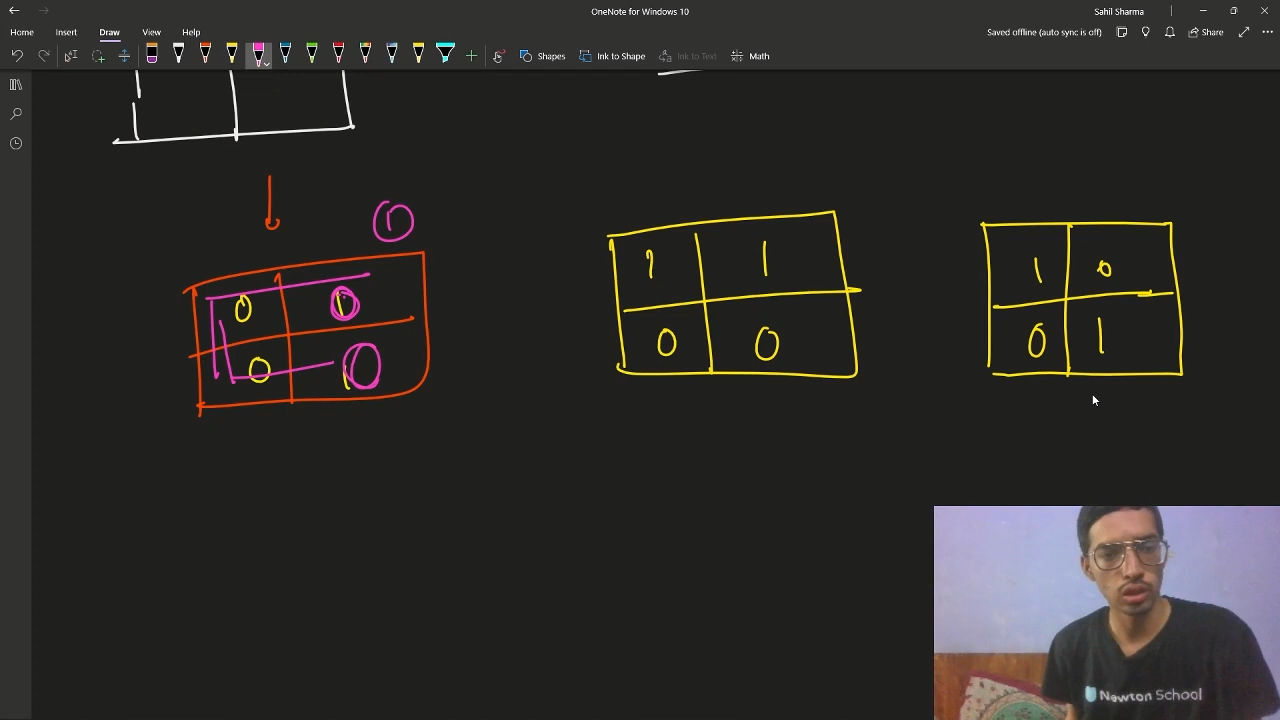 OneNote for Windows 10
Sahil Sharma
Home Insert Draw View Help
Saved offline (auto sync is off)
Share
Shapes
Ink to Shape
Ink to Text
Math
1
0 0
0 0
1 1
0 0
1 0
0 1
Newton School